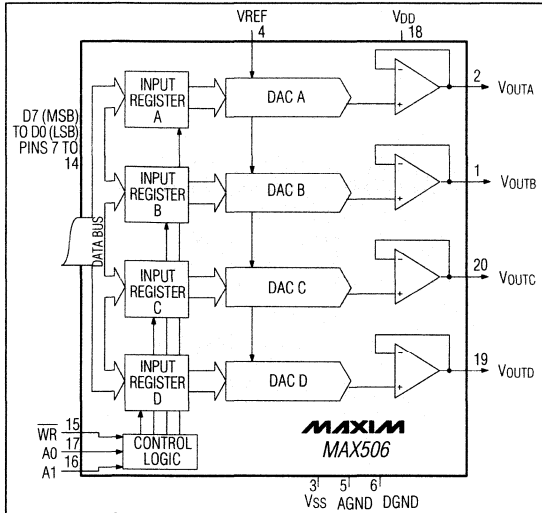 VREF
4
VDD
18
INPUT
REGISTER
A
DAC A
2
VOUTA
D7 (MSB)
TO D0 (LSB)
PINS 7 TO
14
INPUT
REGISTER
B
DAC B
1
VOUTB
DATA BUS
INPUT
REGISTER
C
DAC C
20
VOUTC
INPUT
REGISTER
D
DAC D
19
VOUTD
WR
15
A0
17
A1
16
CONTROL
LOGIC
MAXIM
MAX506
3
5
6
VSS
AGND
DGND